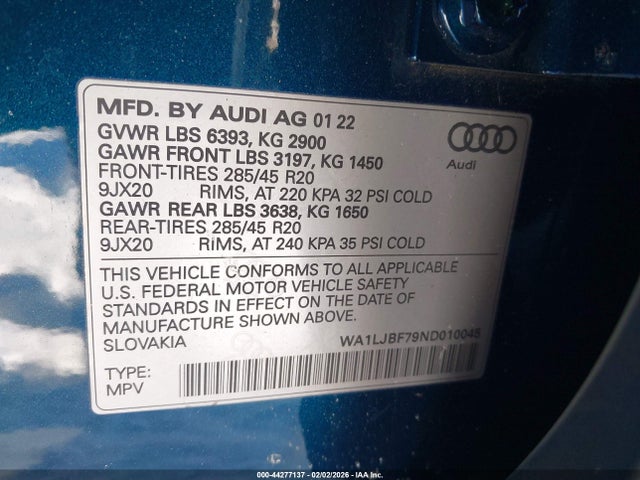 MFD. BY AUDI AG 01 22
GVWR LBS 6393, KG 2900
GAWR FRONT LBS 3197, KG 1450
FRONT-TIRES 285/45 R20
9JX20 RIMS, AT 220 KPA 32 PSI COLD
GAWR REAR LBS 3638, KG 1650
REAR-TIRES 285/45 R20
9JX20 RIMS, AT 240 KPA 35 PSI COLD
Audi
THIS VEHICLE CONFORMS TO ALL APPLICABLE
U.S. FEDERAL MOTOR VEHICLE SAFETY
STANDARDS IN EFFECT ON THE DATE OF
MANUFACTURE SHOWN ABOVE.
SLOVAKIA WA1LJBF79ND010045
TYPE:
MPV
000-44277137 - 02/02/2026 - IAAI.com